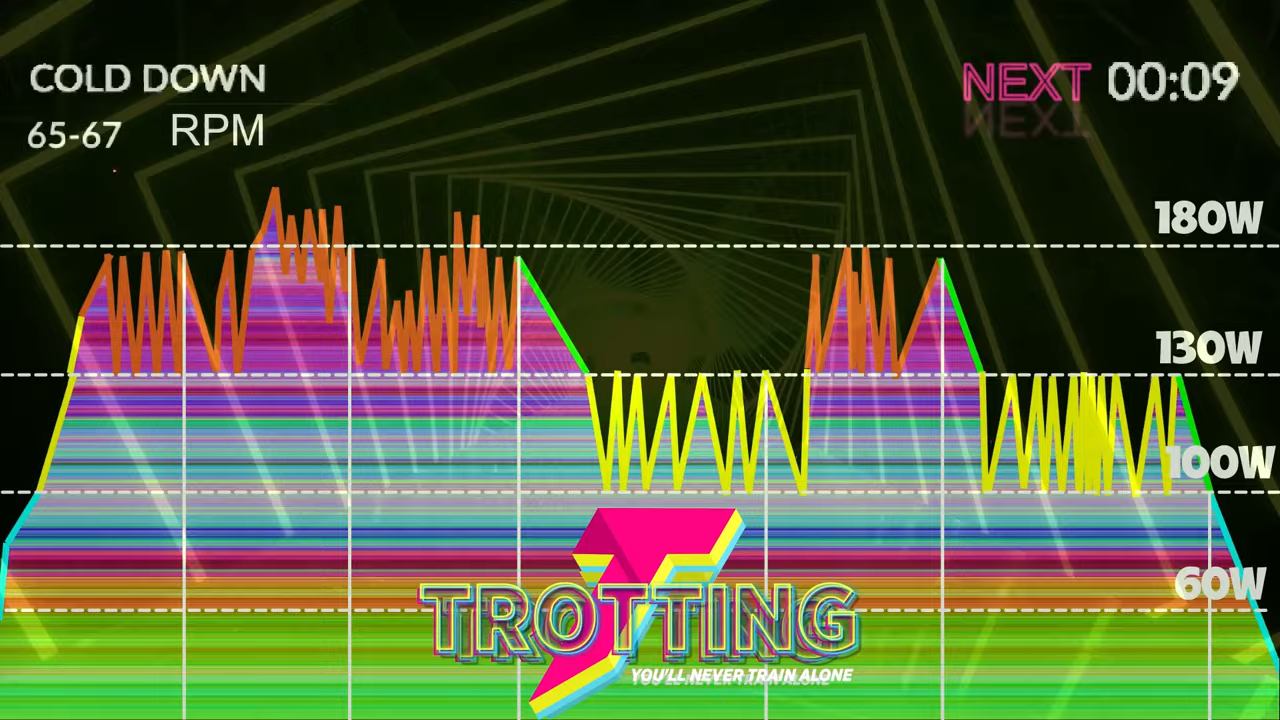 COLD DOWN
NEXT 00:09
65-67 RPM
180W
130W
100W
60W
TROTTING
YOU'LL NEVER TRAIN ALONE